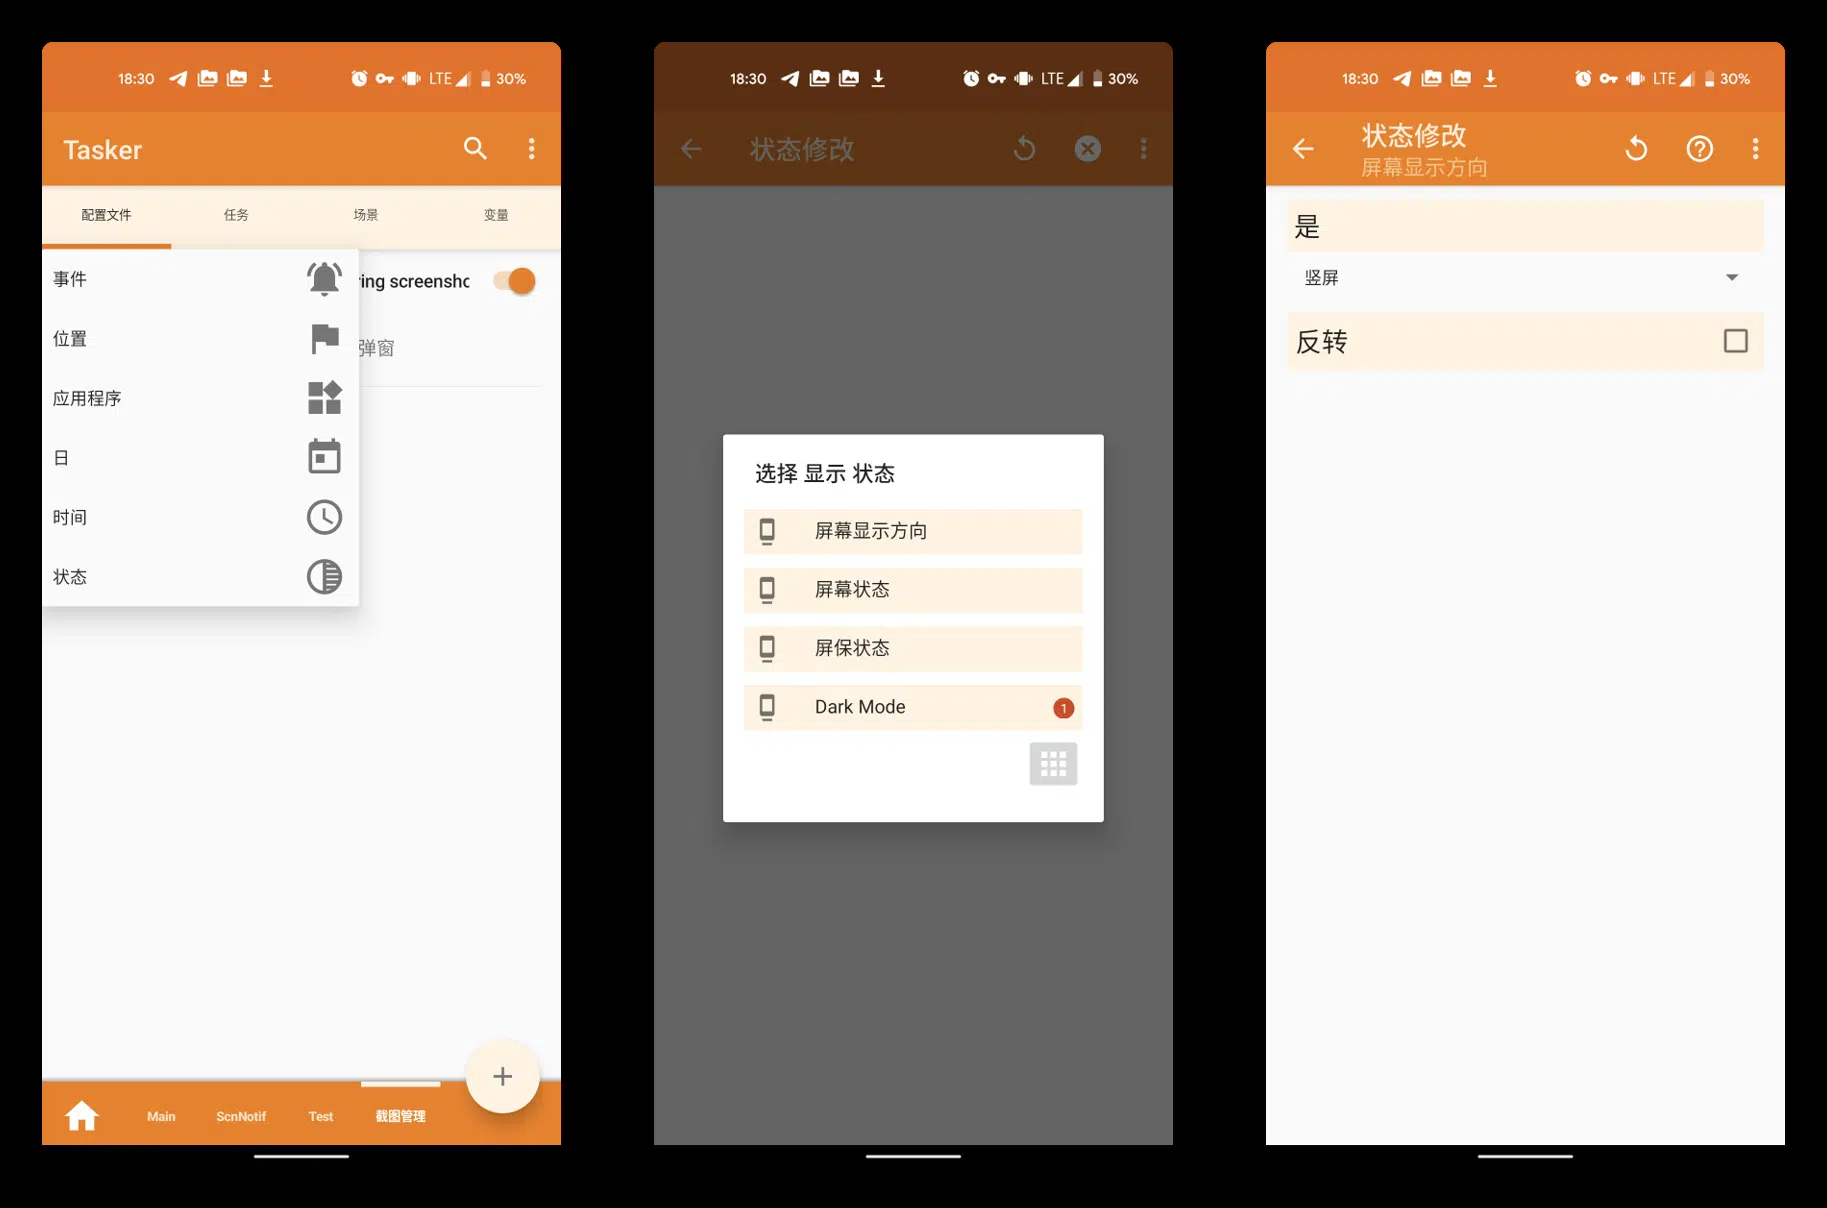 18:30 LTE 30%
Tasker
配置文件 任务 场景 变量
事件
ring screensho
位置
弹窗
应用程序
日
时间
状态
Main ScnNotif Test 截图管理
18:30 LTE 30%
状态修改
选择 显示 状态
屏幕显示方向
屏幕状态
屏保状态
Dark Mode 1
18:30 LTE 30%
状态修改
屏幕显示方向
是
竖屏
反转